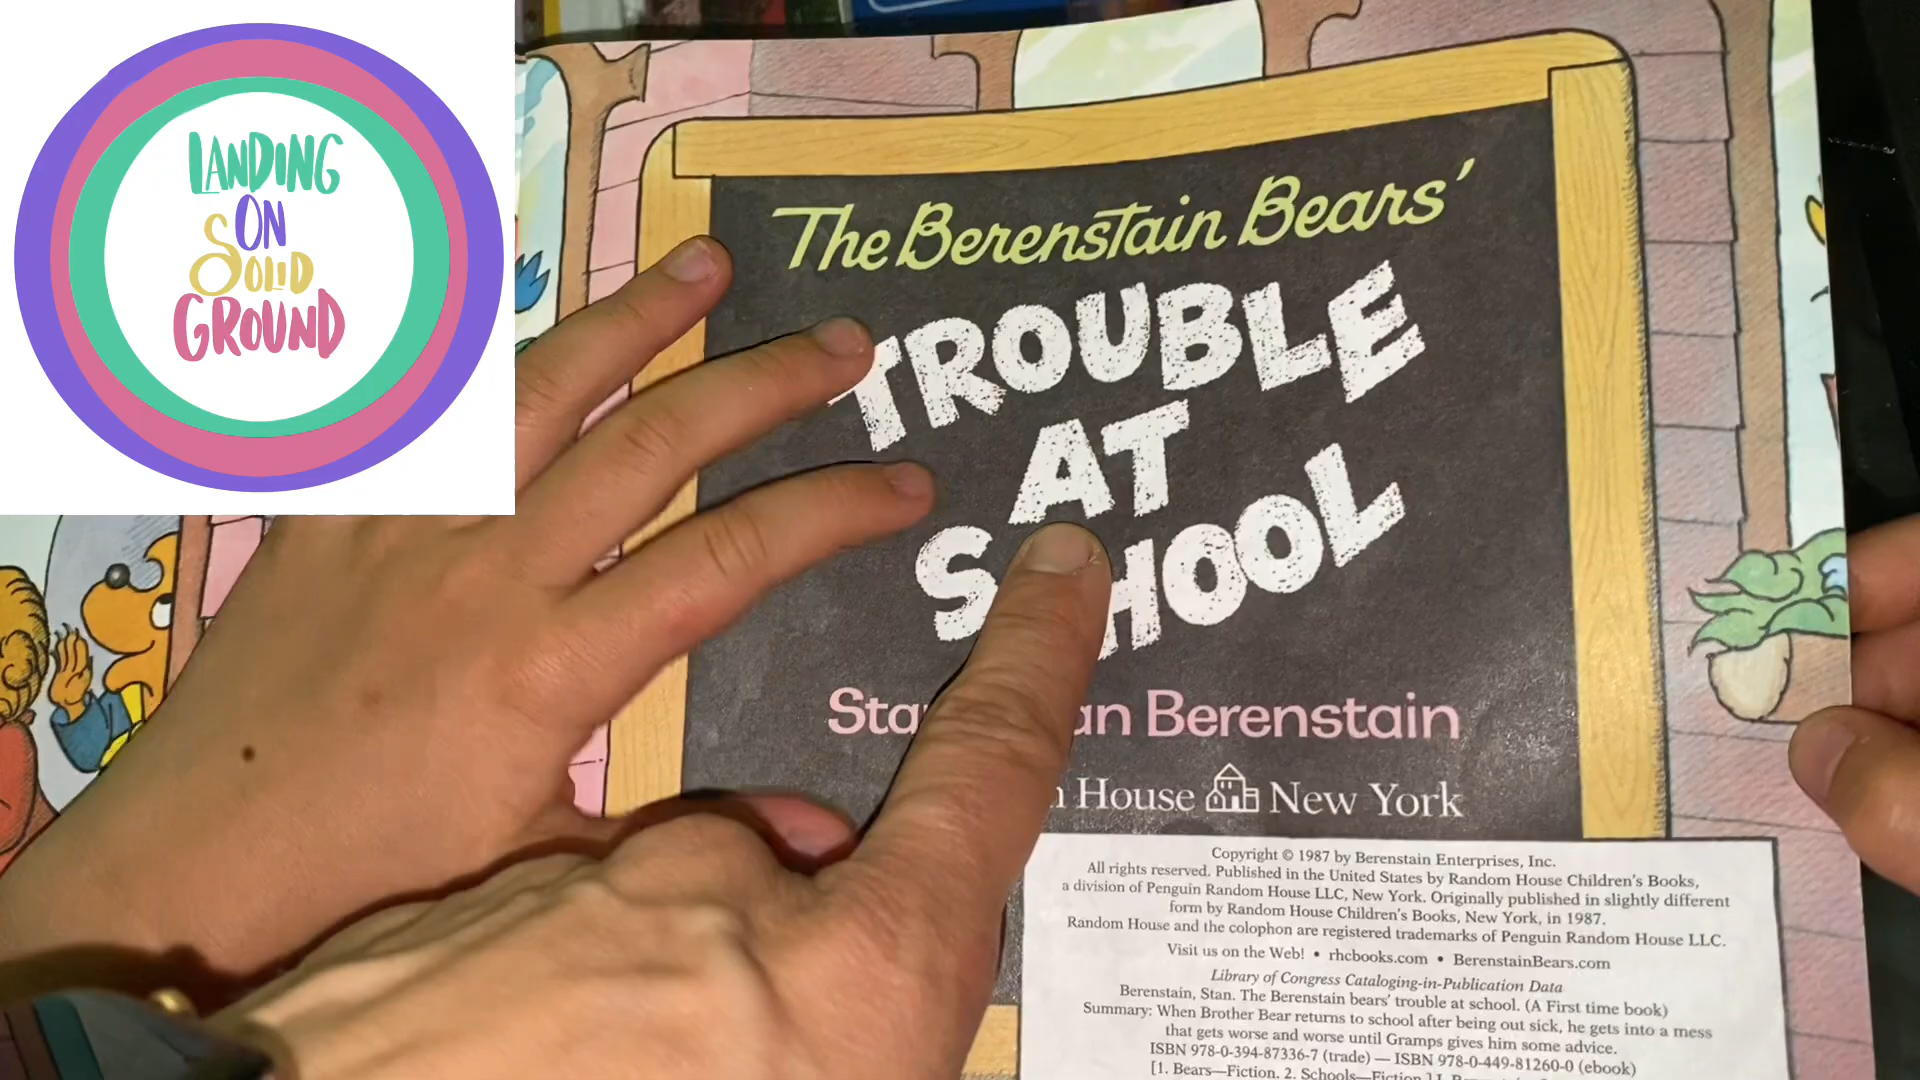 LANDING
ON
SOLID
GROUND
The Berenstain Bears'
TROUBLE
AT
SCHOOL
Berenstain
House New York
Copyright © 1987 by Berenstain Enterprises, Inc.
All rights reserved. Published in the United States by Random House Children's Books,
a division of Penguin Random House LLC, New York. Originally published in slightly different
form by Random House Children's Books, New York, in 1987.
Random House and the colophon are registered trademarks of Penguin Random House LLC.
Visit us on the Web! • rhcbooks.com • BerenstainBears.com
Library of Congress Cataloging-in-Publication Data
Berenstain, Stan. The Berenstain bears' trouble at school. (A First time book)
Summary: When Brother Bear returns to school after being out sick, he gets into a mess
that gets worse and worse until Gramps gives him some advice.
ISBN 978-0-394-87336-7 (trade) — ISBN 978-0-449-81260-0 (ebook)
[1. Bears—Fiction. 2. Schools—Fiction.]